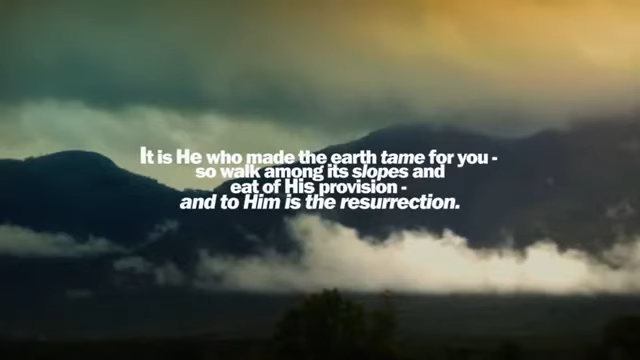 It is He who made the earth tame for you -
so walk among its slopes and
eat of His provision -
and to Him is the resurrection.